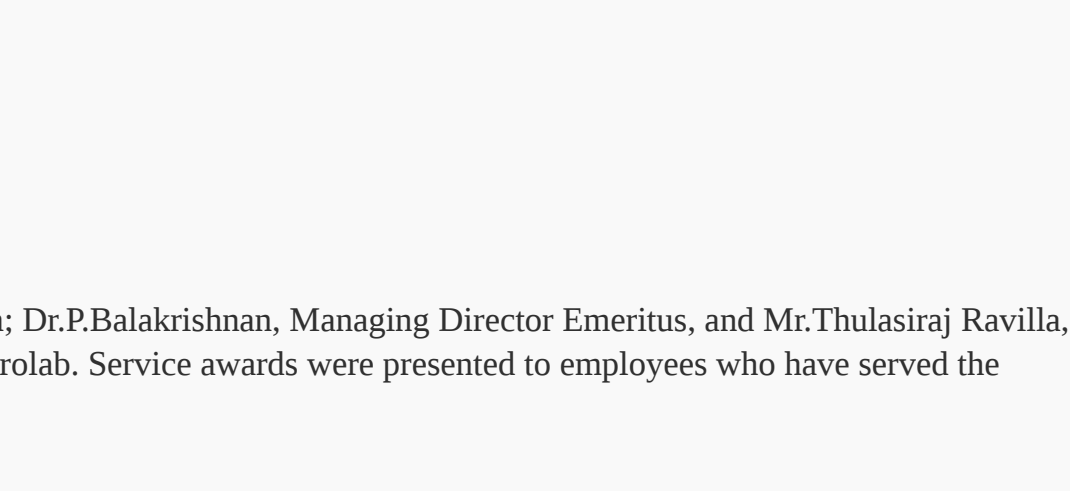 ; Dr.P.Balakrishnan, Managing Director Emeritus, and Mr.Thulasiraj Ravilla,
rolab. Service awards were presented to employees who have served the